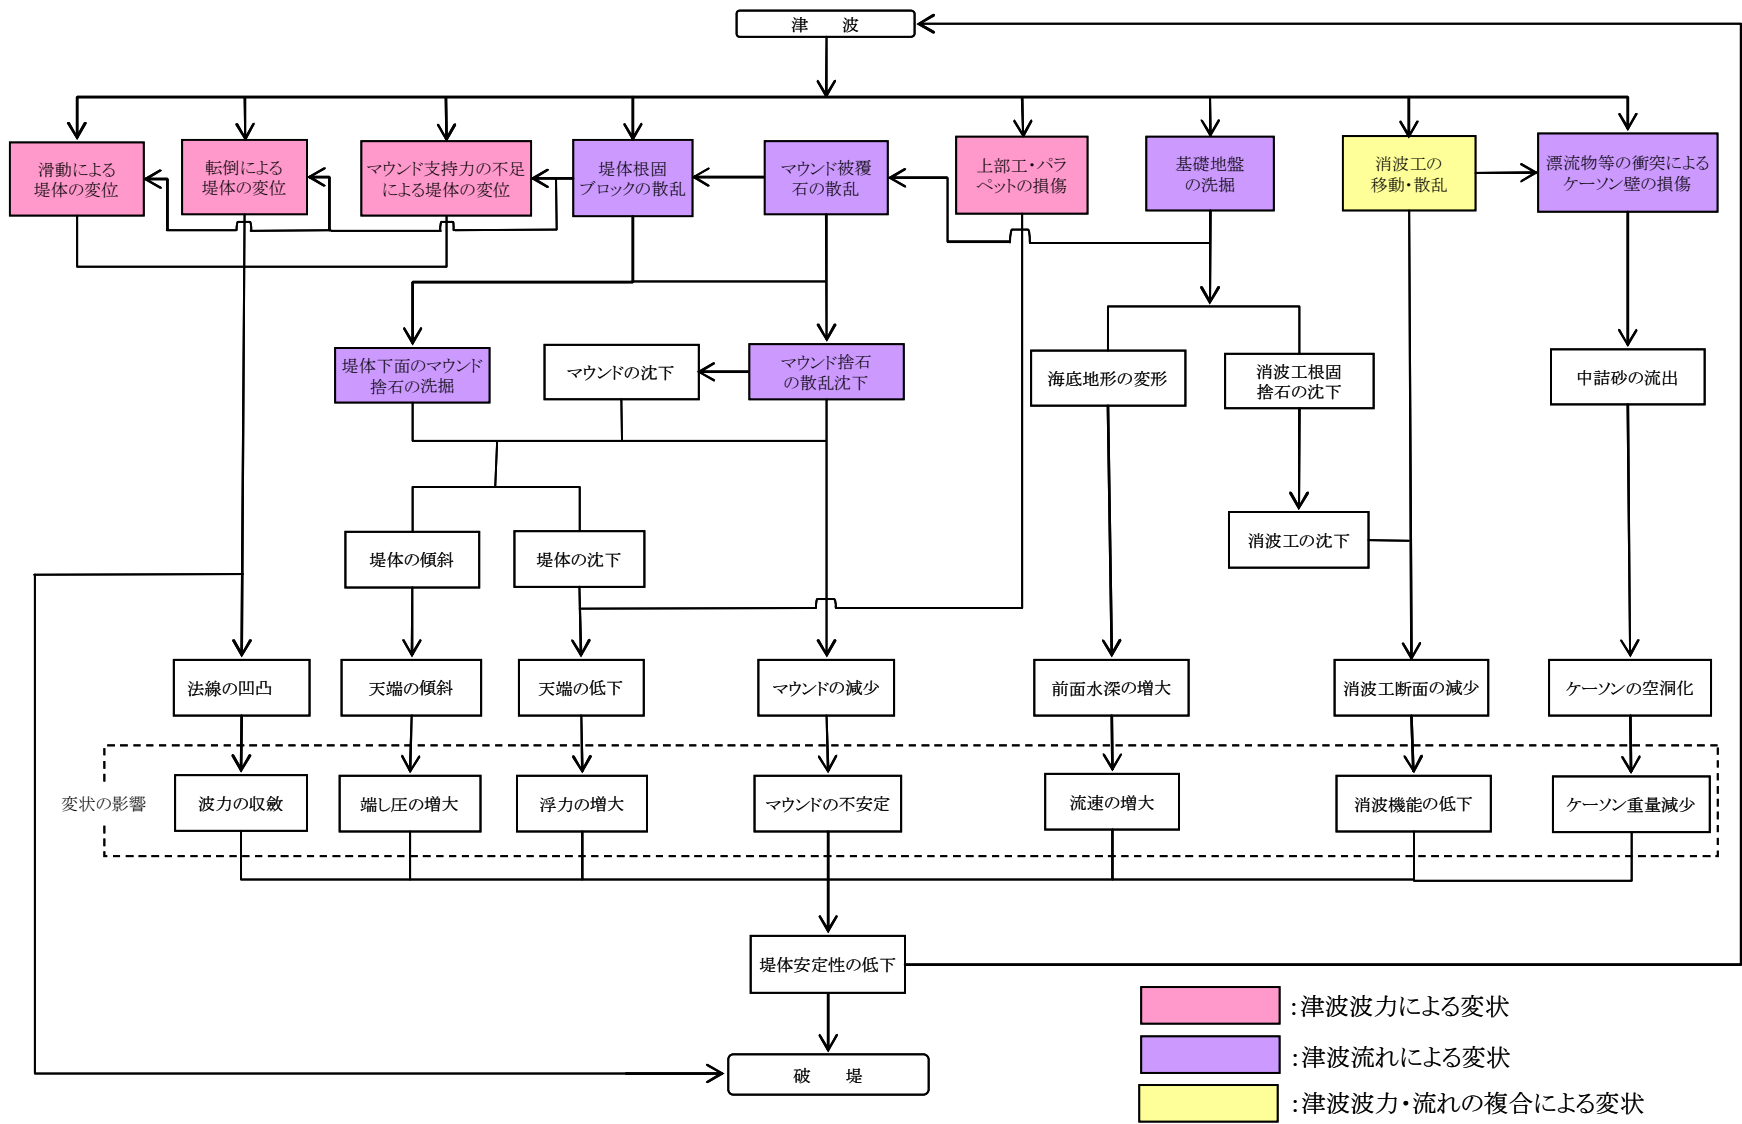 津　波
滑動による
堤体の変位
転倒による
堤体の変位
マウンド支持力の不足
による堤体の変位
堤体根固
ブロックの散乱
マウンド被覆
石の散乱
上部工・パラ
ペットの損傷
基礎地盤
の洗掘
消波工の
移動・散乱
漂流物等の衝突による
ケーソン壁の損傷
堤体下面のマウンド
捨石の洗掘
マウンドの沈下
マウンド捨石
の散乱沈下
海底地形の変形
消波工根固
捨石の沈下
中詰砂の流出
消波工の沈下
堤体の傾斜
堤体の沈下
法線の凹凸
天端の傾斜
天端の低下
マウンドの減少
前面水深の増大
消波工断面の減少
ケーソンの空洞化
変状の影響
波力の収斂
端し圧の増大
浮力の増大
マウンドの不安定
流速の増大
消波機能の低下
ケーソン重量減少
堤体安定性の低下
破　堤
：津波波力による変状
：津波流れによる変状
：津波波力・流れの複合による変状